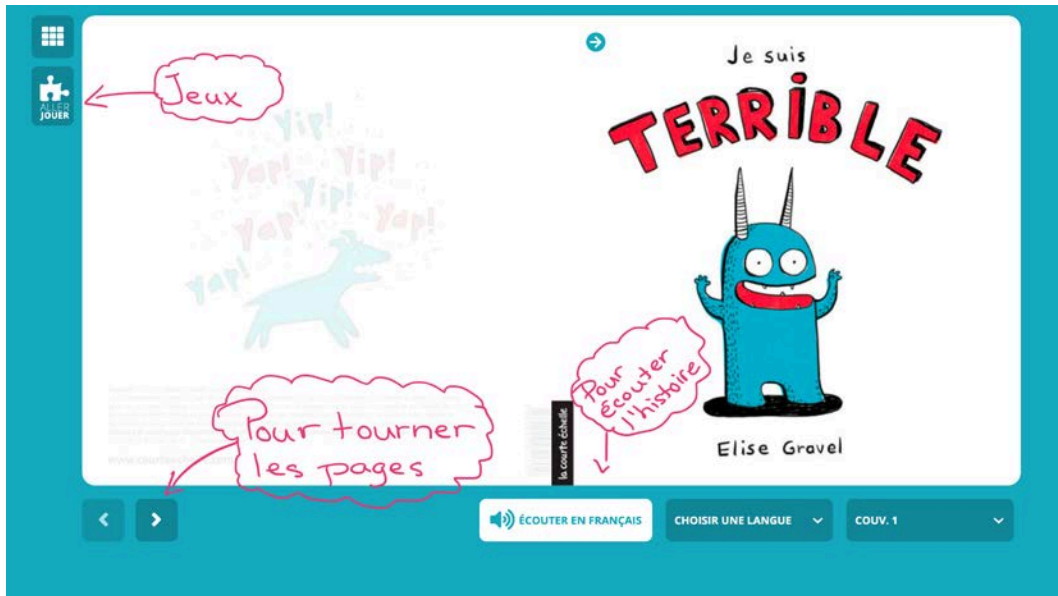 ALLER
JOUER
Jeux
Yip!
Yap! Yip!
Yip!
Yap! Yap!
Yap!
Pour tourner
les pages
Je suis
TERRIBLE
Pour
écouter
l'histoire
la courte échelle
Elise Gravel
ÉCOUTER EN FRANÇAIS
CHOISIR UNE LANGUE
COUV. 1